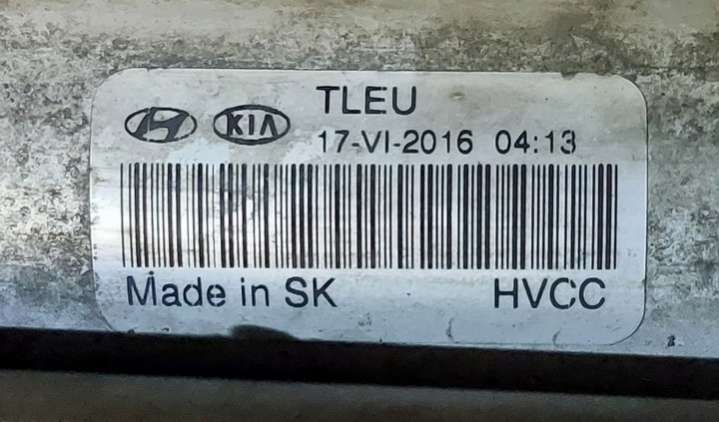 TLEU
KIA
17-VI-2016 04:13
Made in SK HVCC